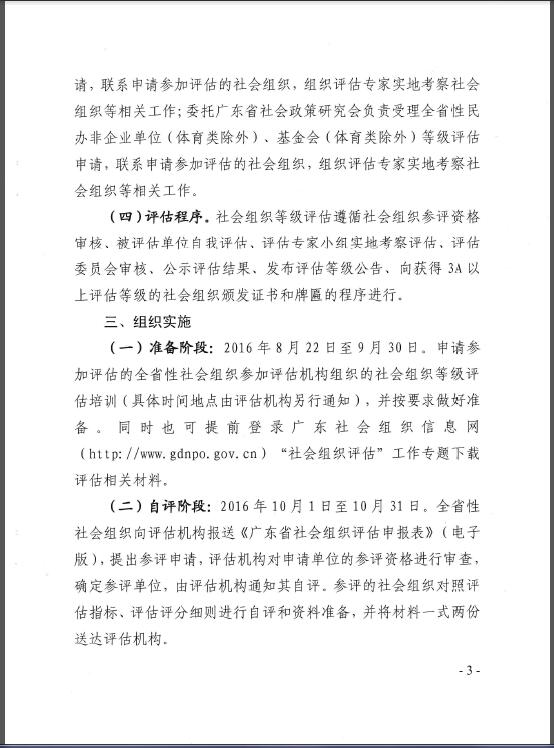 请，联系申请参加评估的社会组织，组织评估专家实地考察社会
组织等相关工作；委托广东省社会政策研究会负责受理全省性民
办非企业单位（体育类除外）、基金会（体育类除外）等级评估
申请，联系申请参加评估的社会组织，组织评估专家实地考察社
会组织等相关工作。
（四）评估程序。社会组织等级评估遵循社会组织参评资格
审核、被评估单位自我评估、评估专家小组实地考察评估、评估
委员会审核、公示评估结果、发布评估等级公告、向获得 3A 以
上评估等级的社会组织颁发证书和牌匾的程序进行。
三、组织实施
（一）准备阶段：2016 年 8 月 22 日至 9 月 30 日。申请参
加评估的全省性社会组织参加评估机构组织的社会组织等级评
估培训（具体时间地点由评估机构另行通知），并按要求做好准
备。同时也可提前登录广东社会组织信息网
（http://www.gdnpo.gov.cn）“社会组织评估”工作专题下载
评估相关材料。
（二）自评阶段：2016 年 10 月 1 日至 10 月 31 日。全省性
社会组织向评估机构报送《广东省社会组织评估申报表》（电子
版），提出参评申请，评估机构对申请单位的参评资格进行审查，
确定参评单位，由评估机构通知其自评。参评的社会组织对照评
估指标、评估评分细则进行自评和资料准备，并将材料一式两份
送达评估机构。
- 3 -